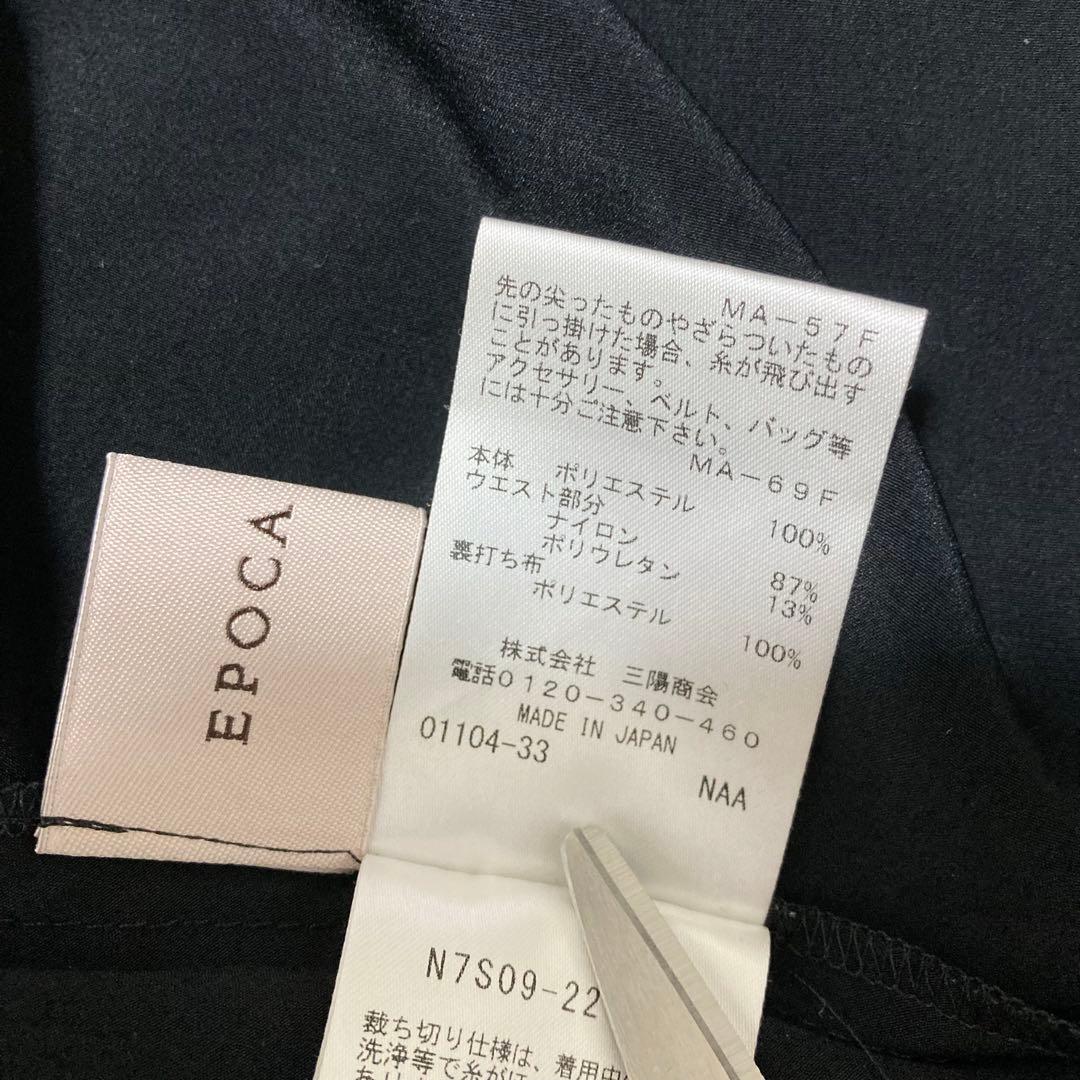 EPOCA
MA-57F
先の尖ったものやざらついたもの
に引っ掛けた場合、糸が飛び出す
ことがあります。
アクセサリー、ベルト、バッグ等
には十分ご注意下さい。
MA-69F
本体 ポリエステル 100%
ウエスト部分
ナイロン 87%
ポリウレタン 13%
裏打ち布
ポリエステル 100%
株式会社 三陽商会
電話0120-340-460
MADE IN JAPAN
01104-33
NAA
N7S09-22
裁ち切り仕様は、着用中
洗浄等で糸が